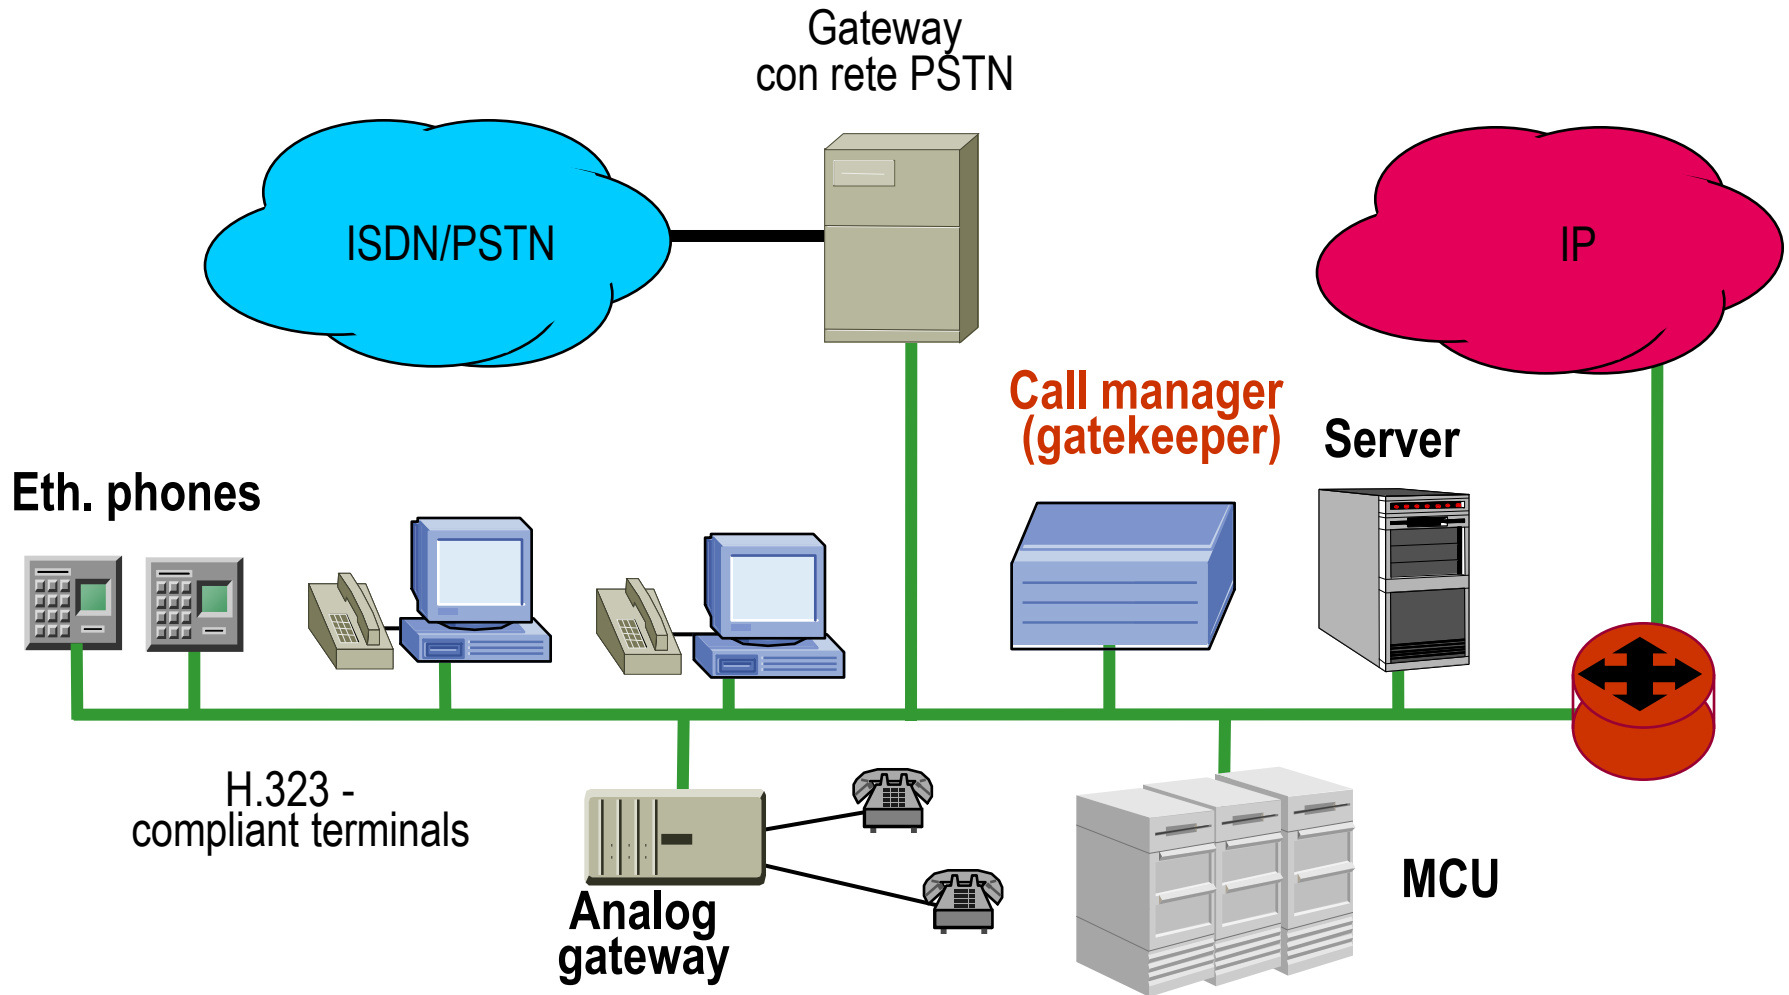 Gateway
con rete PSTN
ISDN/PSTN
IP
Call manager
(gatekeeper)
Server
Eth. phones
H.323 -
compliant terminals
Analog
gateway
MCU